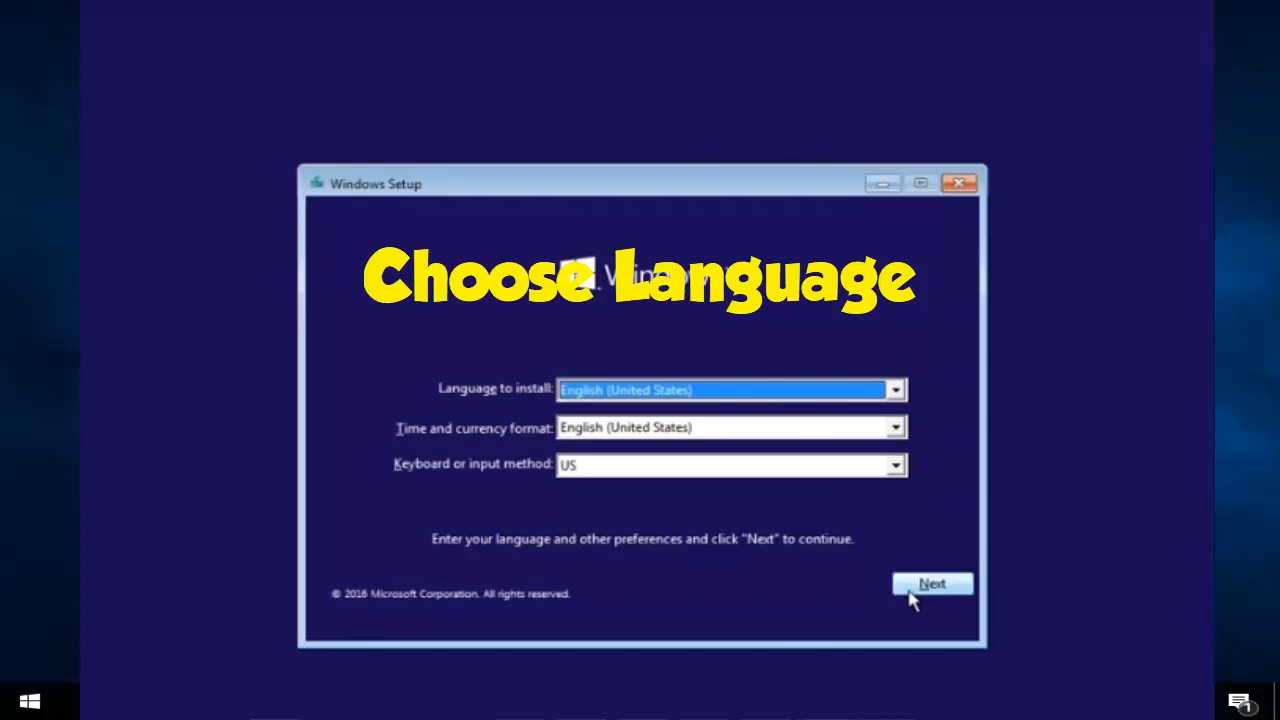 Windows Setup
Choose Language
Language to install: English (United States)
Time and currency format: English (United States)
Keyboard or input method: US
Enter your language and other preferences and click "Next" to continue.
Next
© 2016 Microsoft Corporation. All rights reserved.
1